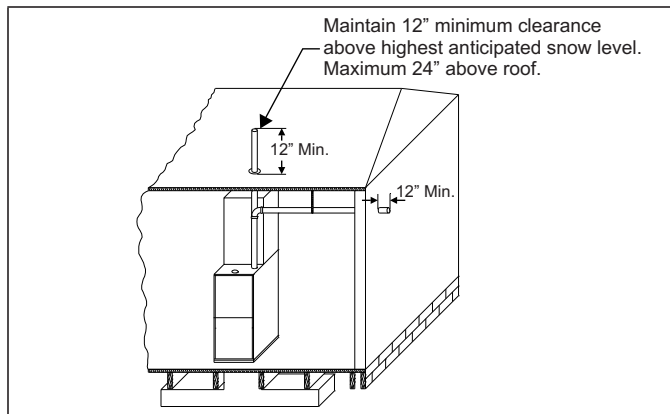 Maintain 12” minimum clearance
above highest anticipated snow level.
Maximum 24” above roof.
12” Min.
12” Min.